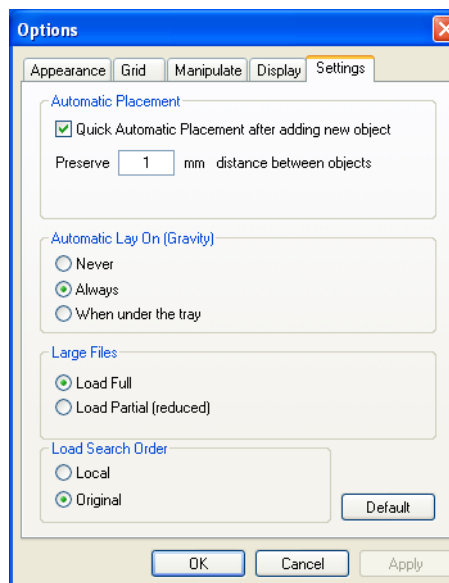 Options
Appearance Grid Manipulate Display Settings
Automatic Placement
Quick Automatic Placement after adding new object
Preserve 1 mm distance between objects
Automatic Lay On (Gravity)
Never
Always
When under the tray
Large Files
Load Full
Load Partial (reduced)
Load Search Order
Local
Original
Default
OK Cancel Apply